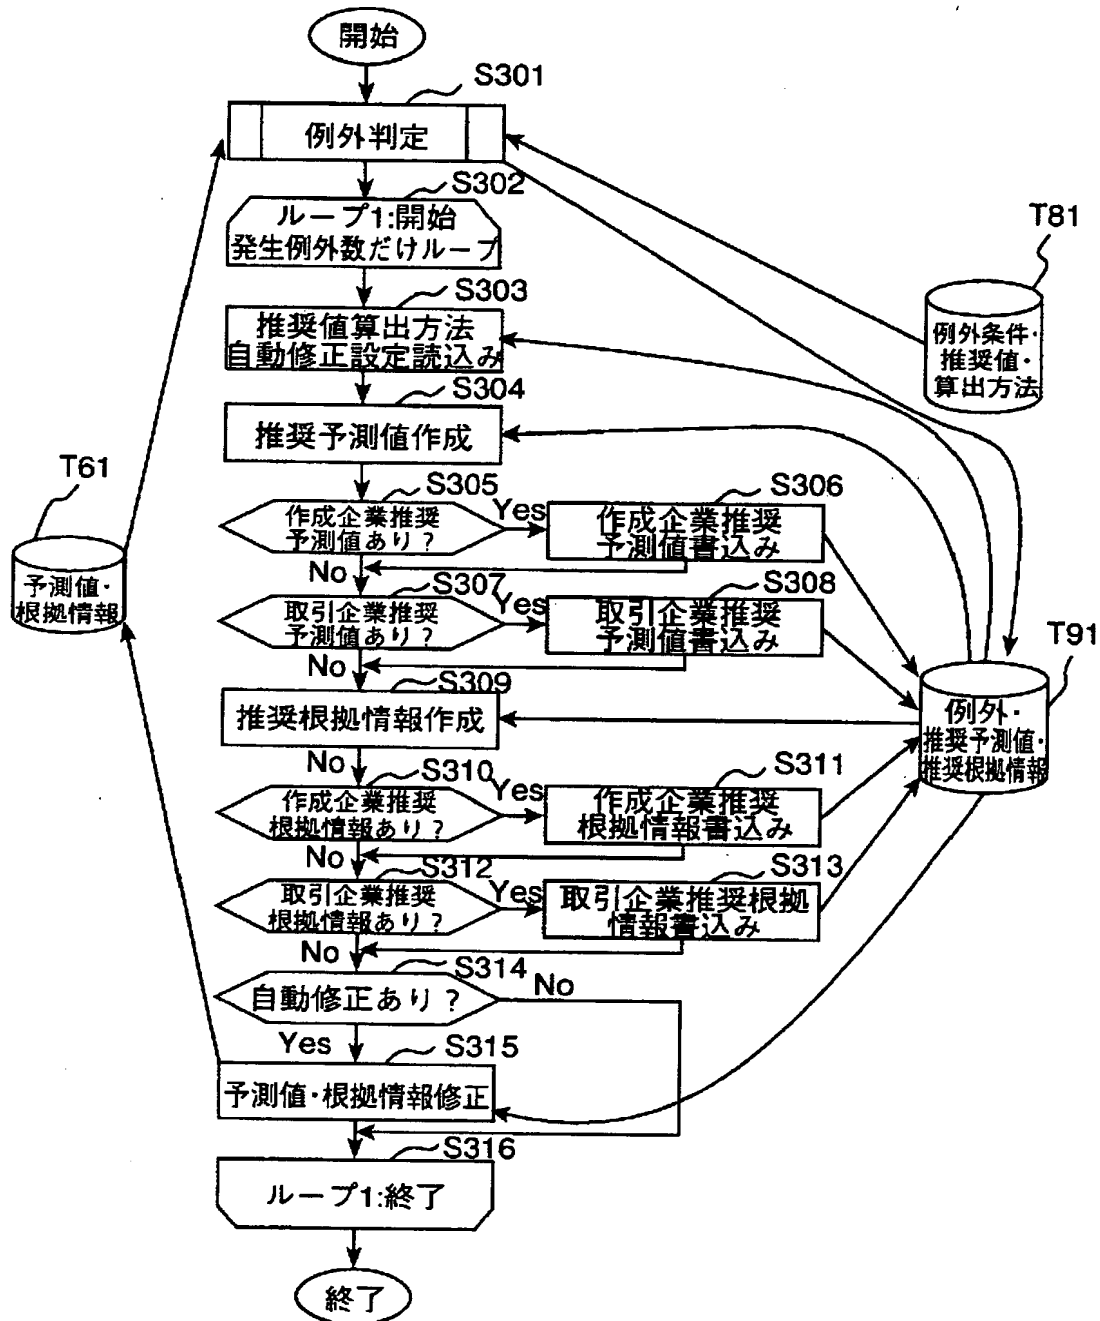 開始
S301
例外判定
S302
ループ1:開始
発生例外数だけループ
T81
例外条件・
推奨値・
算出方法
S303
推奨値算出方法
自動修正設定読込み
S304
推奨予測値作成
T61
予測値・
根拠情報
S305
作成企業推奨
予測値あり?
Yes
S306
作成企業推奨
予測値書込み
No
S307
取引企業推奨
予測値あり?
Yes
S308
取引企業推奨
予測値書込み
No
T91
例外・
推奨予測値・
推奨根拠情報
S309
推奨根拠情報作成
No
S310
作成企業推奨
根拠情報あり?
Yes
S311
作成企業推奨
根拠情報書込み
No
S312
取引企業推奨
根拠情報あり?
Yes
S313
取引企業推奨根拠
情報書込み
No
S314
自動修正あり?
No
Yes
S315
予測値・根拠情報修正
S316
ループ1:終了
終了